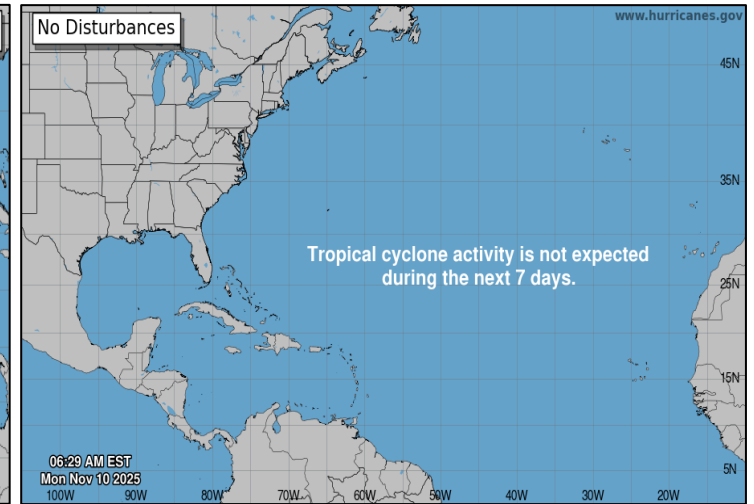 No Disturbances
www.hurricanes.gov
45N
35N
Tropical cyclone activity is not expected
during the next 7 days.
25N
15N
5N
06:29 AM EST
Mon Nov 10 2025
100W 90W 80W 70W 60W 50W 40W 30W 20W